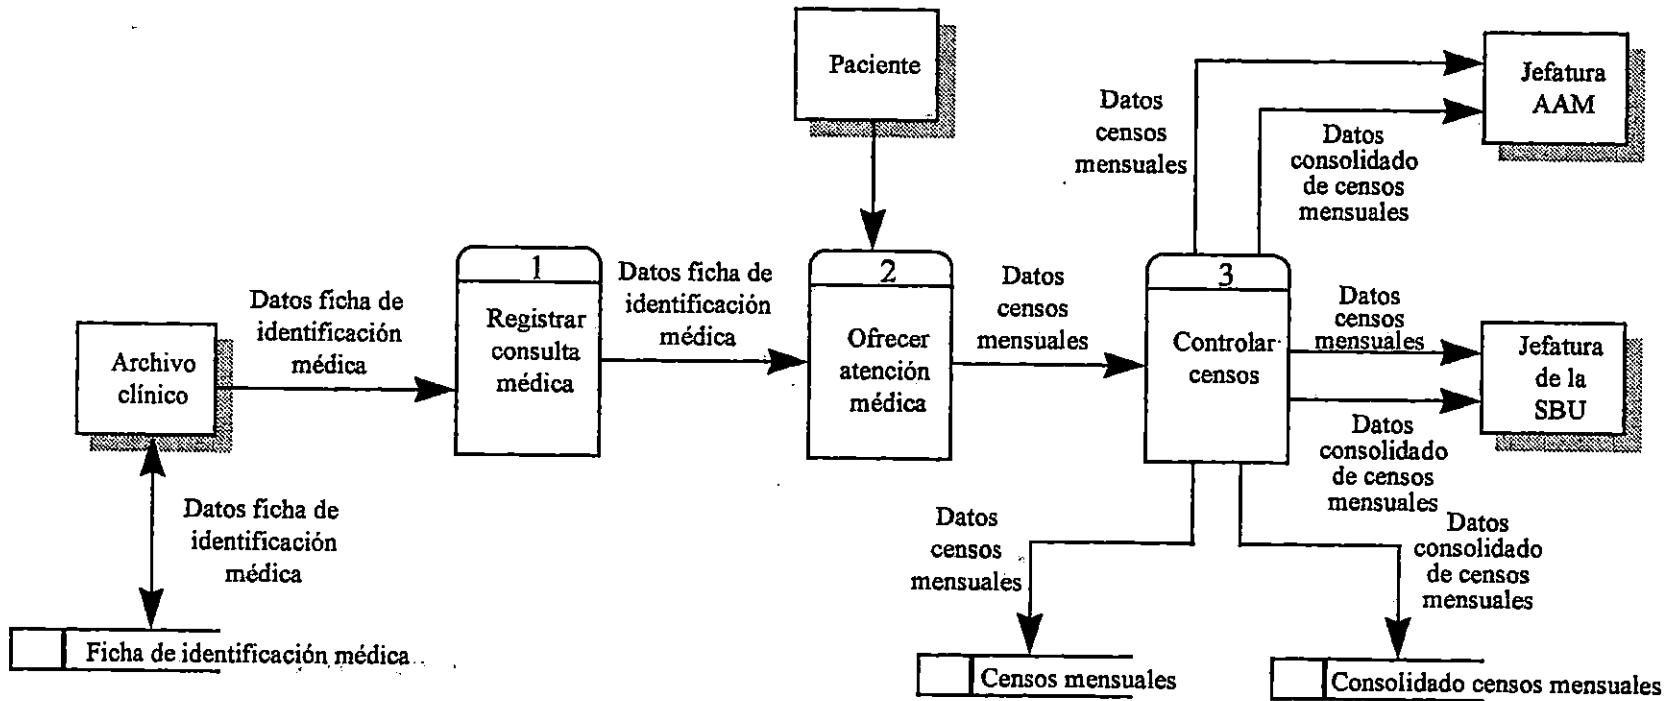 Paciente
Jefatura
AAM
Datos
censos
mensuales
Datos
consolidado
de censos
mensuales
1
Registrar
consulta
médica
Datos ficha de
identificación
médica
2
Ofrecer
atención
médica
Datos
censos
mensuales
3
Controlar
censos
Datos ficha de
identificación
médica
Archivo
clínico
Datos
censos
mensuales
Jefatura
de la
SBU
Datos
consolidado
de censos
mensuales
Datos ficha de
identificación
médica
Datos
censos
mensuales
Datos
consolidado
de censos
mensuales
Ficha de identificación médica
Censos mensuales
Consolidado censos mensuales